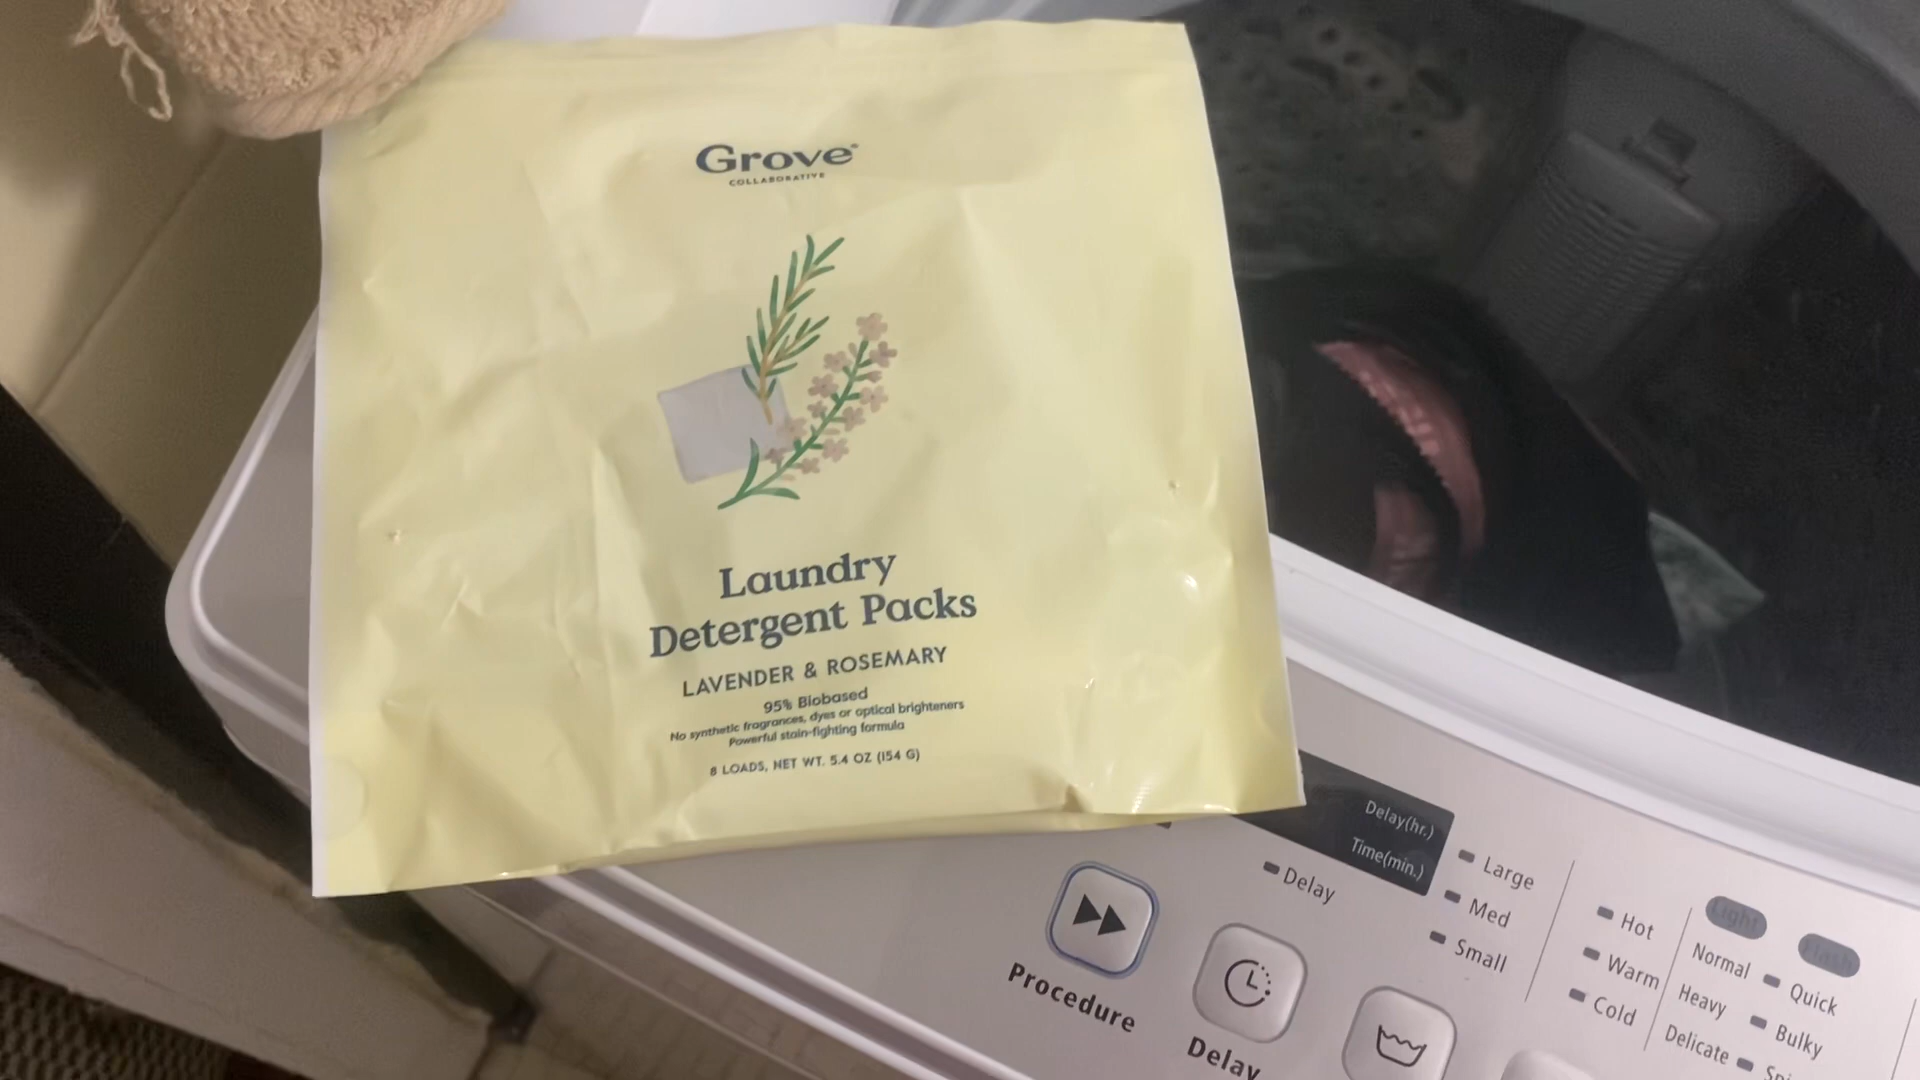 Grove
COLLABORATIVE
Laundry
Detergent Packs
LAVENDER & ROSEMARY
95% Biobased
No synthetic fragrances, dyes or optical brighteners
Powerful stain-fighting formula
8 LOADS, NET WT. 5.4 OZ (154 G)
Delay(hr.)
Time(min.)
Delay
Large
Med
Small
Hot
Warm
Cold
Light
Normal
Heavy
Delicate
Flash
Quick
Bulky
Procedure
Delay